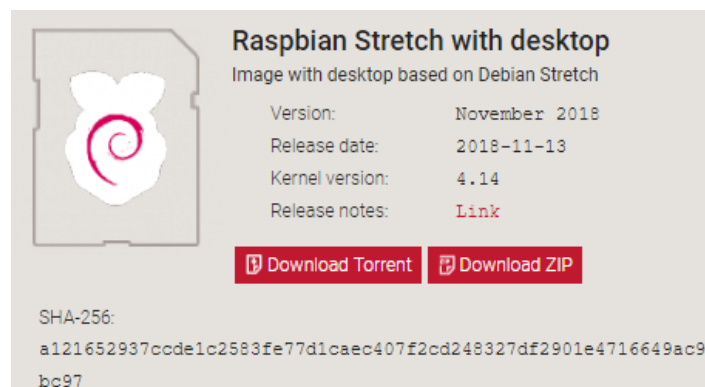 Raspbian Stretch with desktop
Image with desktop based on Debian Stretch
Version: November 2018
Release date: 2018-11-13
Kernel version: 4.14
Release notes: Link
Download Torrent Download ZIP
SHA-256:
a121652937ccde1c2583fe77d1caec407f2cd248327df2901e4716649ac9
bc97